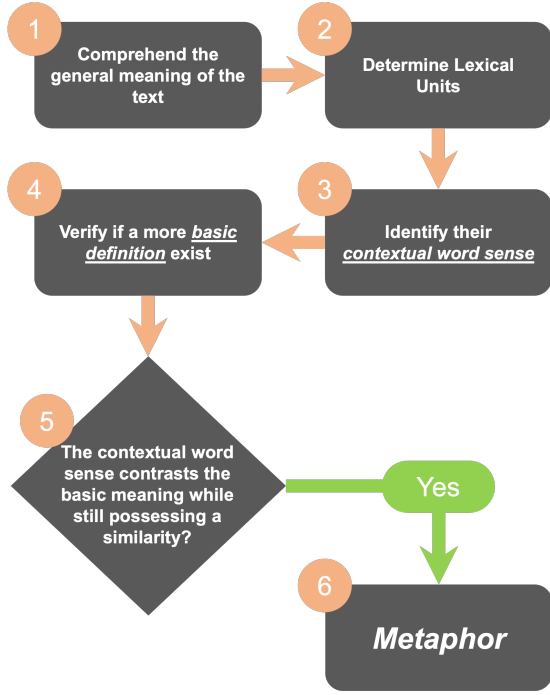 1
Comprehend the
general meaning of the
text
2
Determine Lexical
Units
3
Identify their
contextual word sense
4
Verify if a more basic
definition exist
5
The contextual word
sense contrasts the
basic meaning while
still possessing a
similarity?
Yes
6
Metaphor